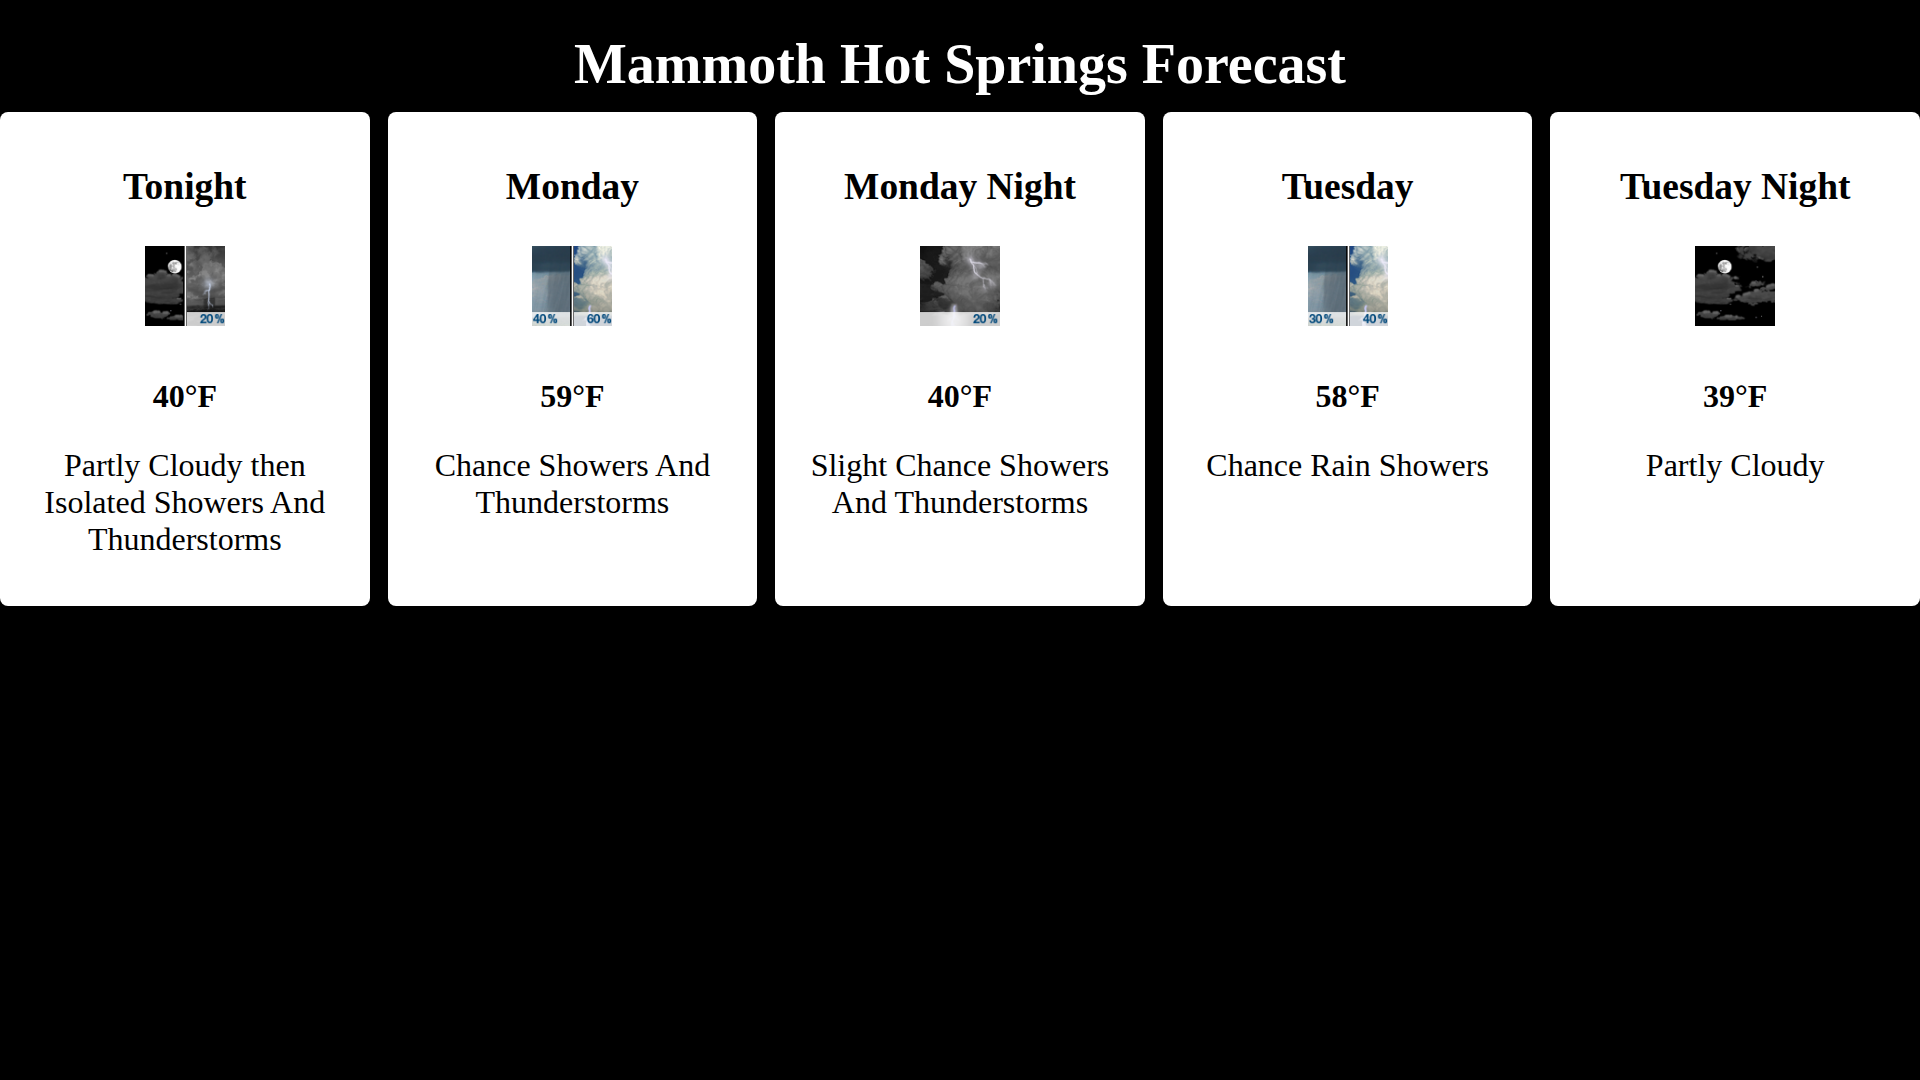 Mammoth Hot Springs Forecast
Tonight
20%
40°F
Partly Cloudy then
Isolated Showers And
Thunderstorms
Monday
40% 60%
59°F
Chance Showers And
Thunderstorms
Monday Night
20%
40°F
Slight Chance Showers
And Thunderstorms
Tuesday
30% 40%
58°F
Chance Rain Showers
Tuesday Night
39°F
Partly Cloudy